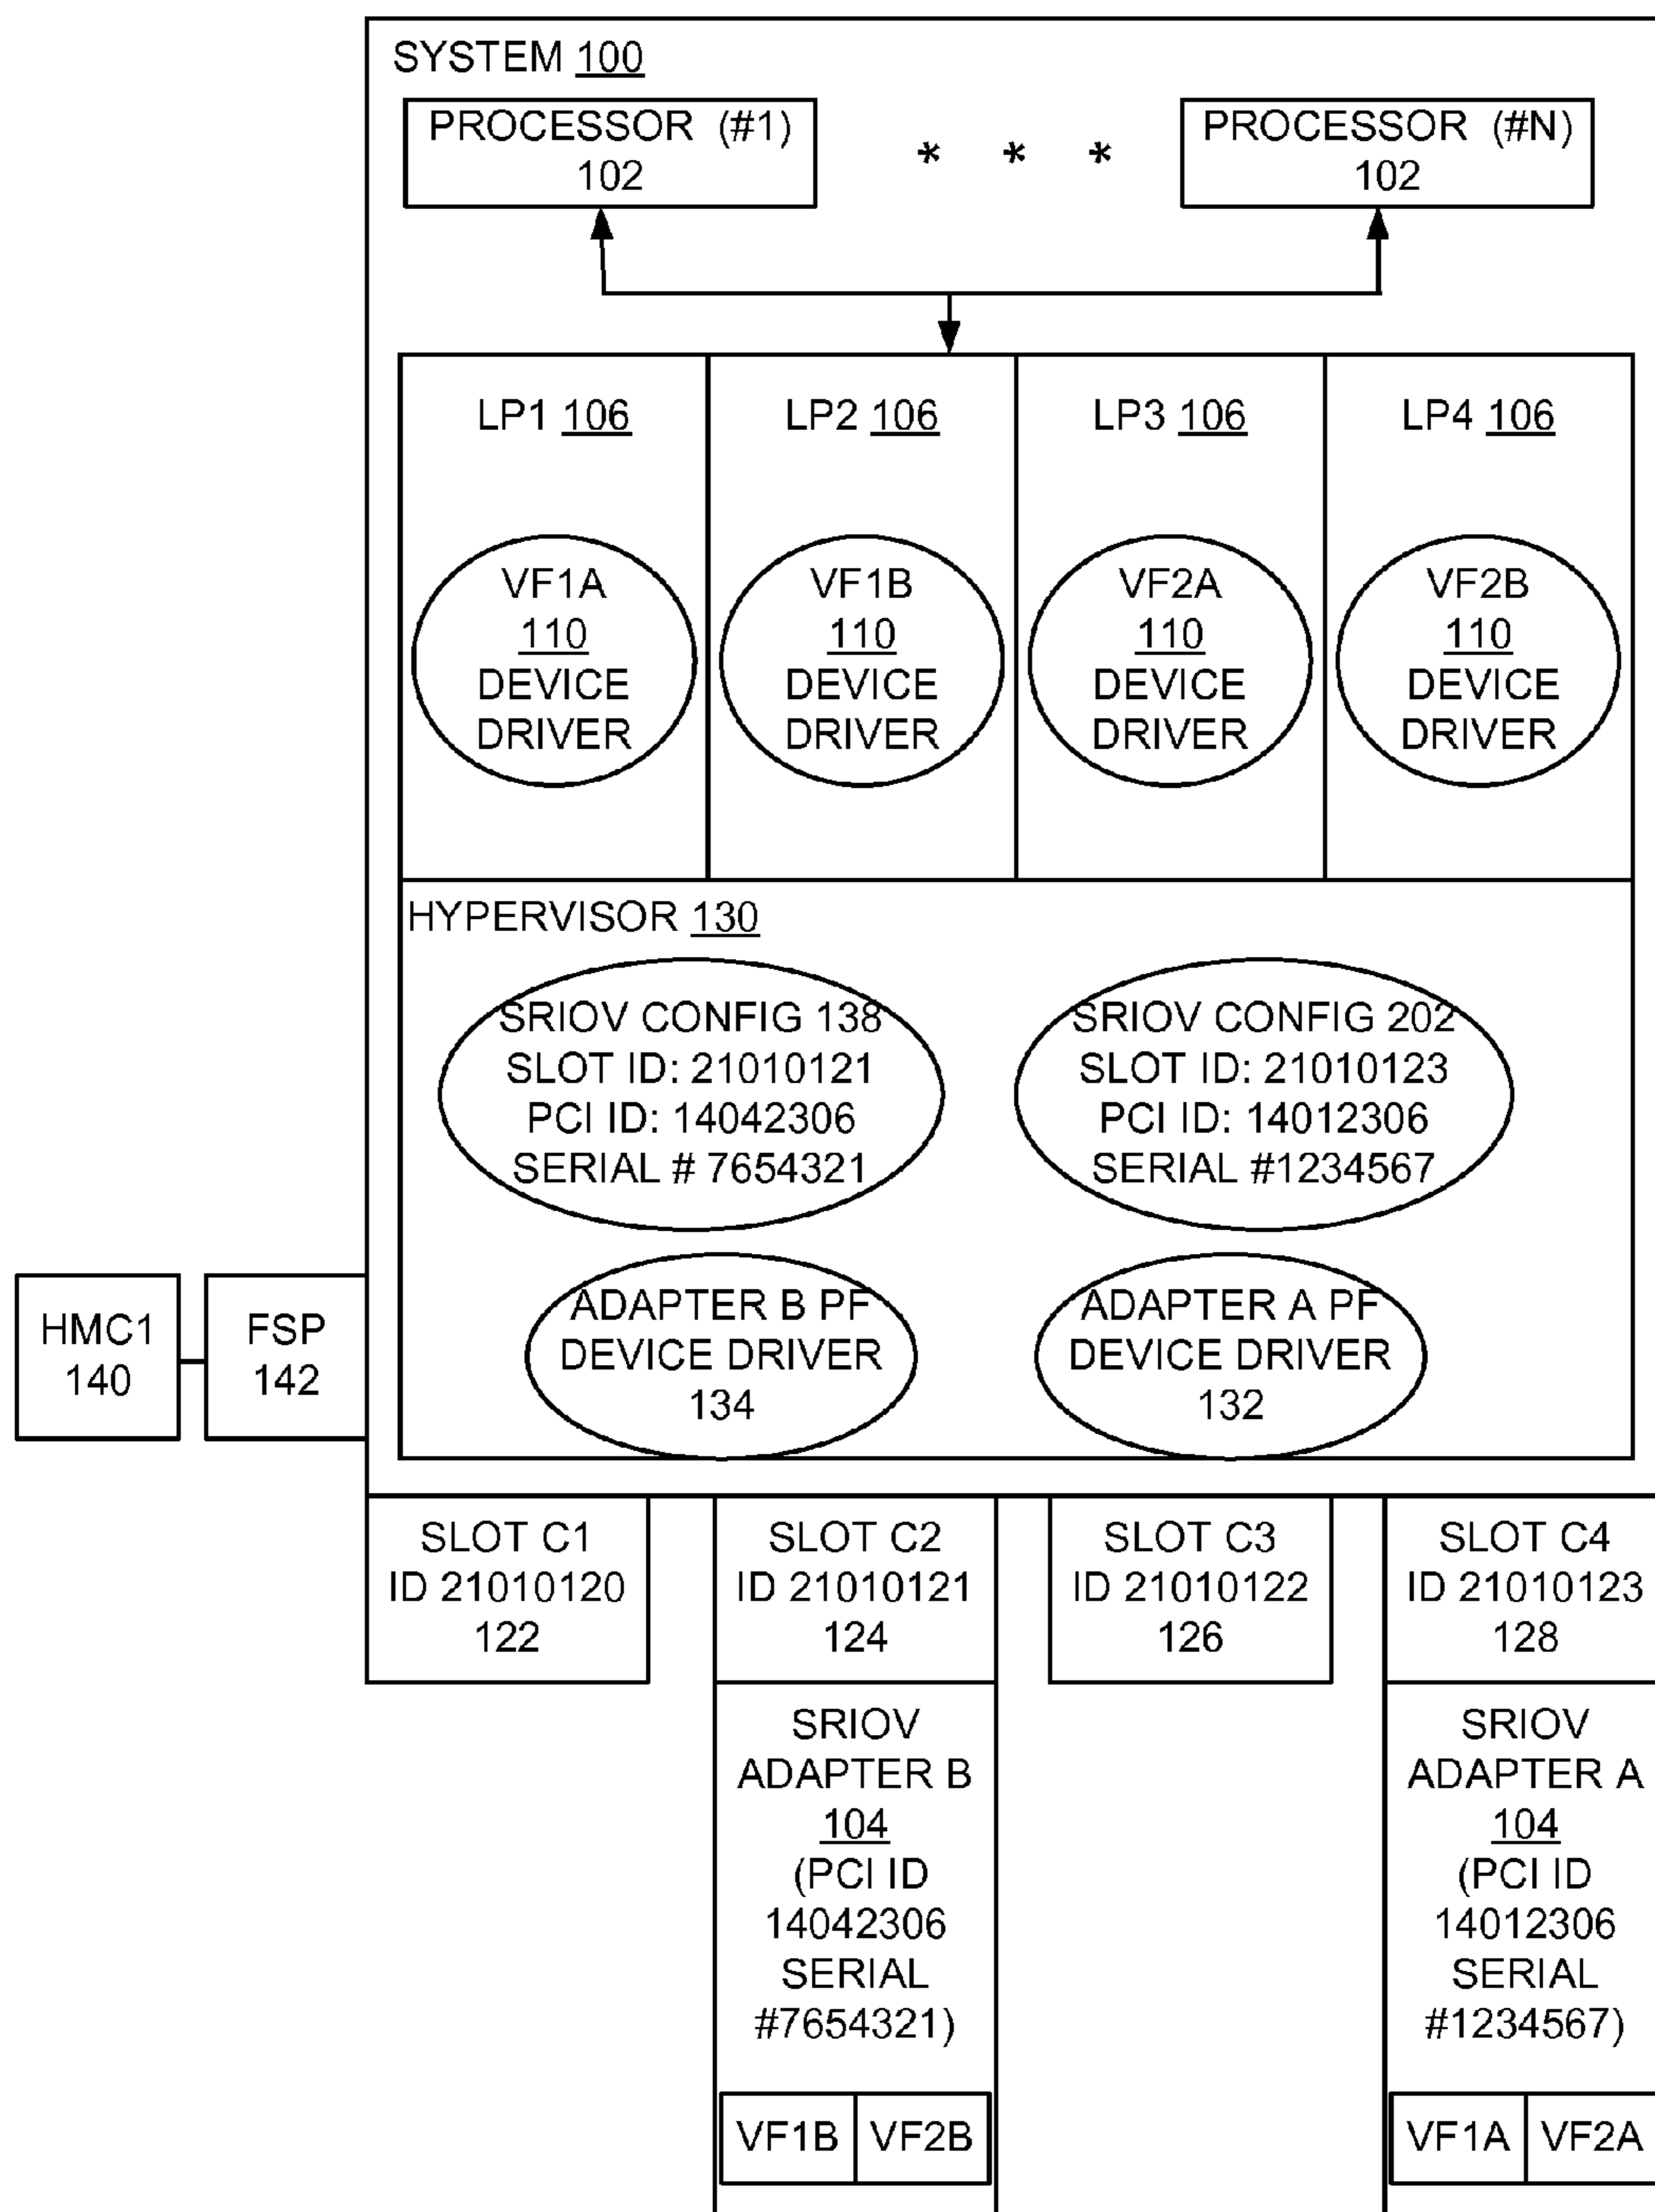 SYSTEM 100
PROCESSOR (#1)
102
* * *
PROCESSOR (#N)
102
LP1 106
LP2 106
LP3 106
LP4 106
VF1A
110
DEVICE
DRIVER
VF1B
110
DEVICE
DRIVER
VF2A
110
DEVICE
DRIVER
VF2B
110
DEVICE
DRIVER
HYPERVISOR 130
SRIOV CONFIG 138
SLOT ID: 21010121
PCI ID: 14042306
SERIAL # 7654321
SRIOV CONFIG 202
SLOT ID: 21010123
PCI ID: 14012306
SERIAL #1234567
ADAPTER B PF
DEVICE DRIVER
134
ADAPTER A PF
DEVICE DRIVER
132
HMC1
140
FSP
142
SLOT C1
ID 21010120
122
SLOT C2
ID 21010121
124
SLOT C3
ID 21010122
126
SLOT C4
ID 21010123
128
SRIOV
ADAPTER B
104
(PCI ID
14042306
SERIAL
#7654321)
VF1B
VF2B
SRIOV
ADAPTER A
104
(PCI ID
14012306
SERIAL
#1234567)
VF1A
VF2A